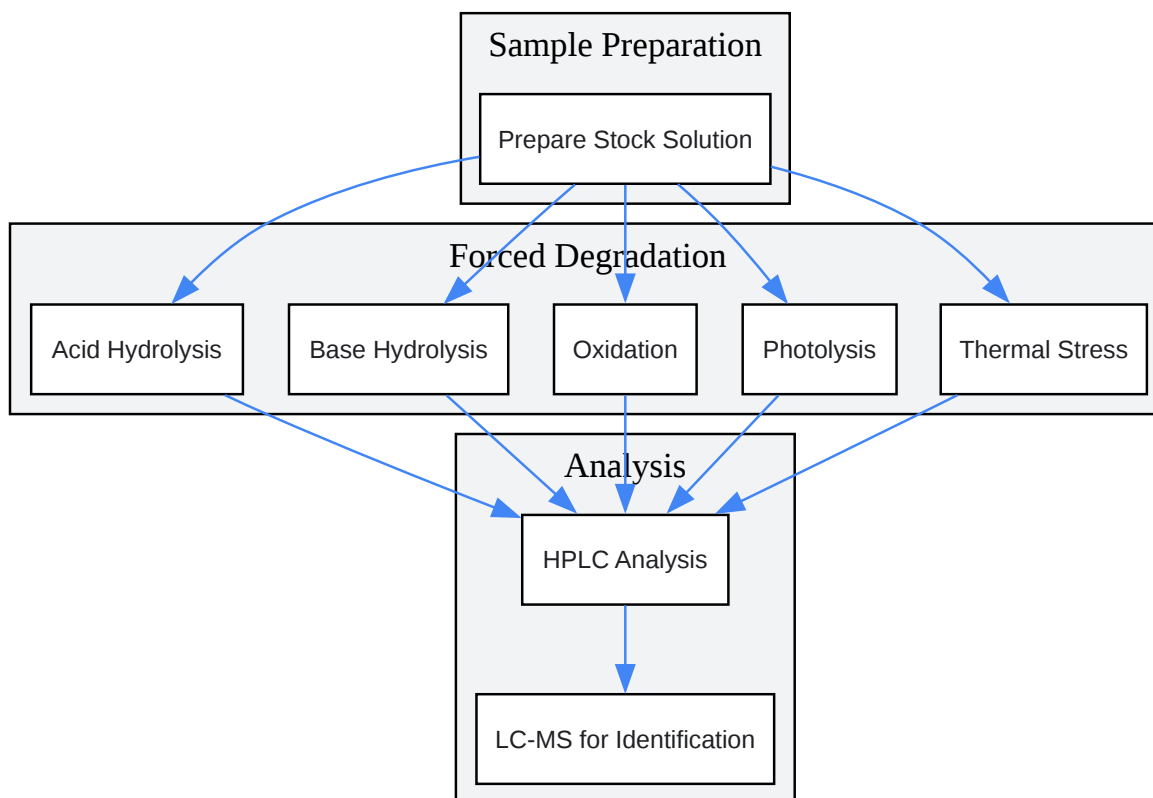 Sample Preparation
Prepare Stock Solution
Forced Degradation
Acid Hydrolysis
Base Hydrolysis
Oxidation
Photolysis
Thermal Stress
Analysis
HPLC Analysis
LC-MS for Identification